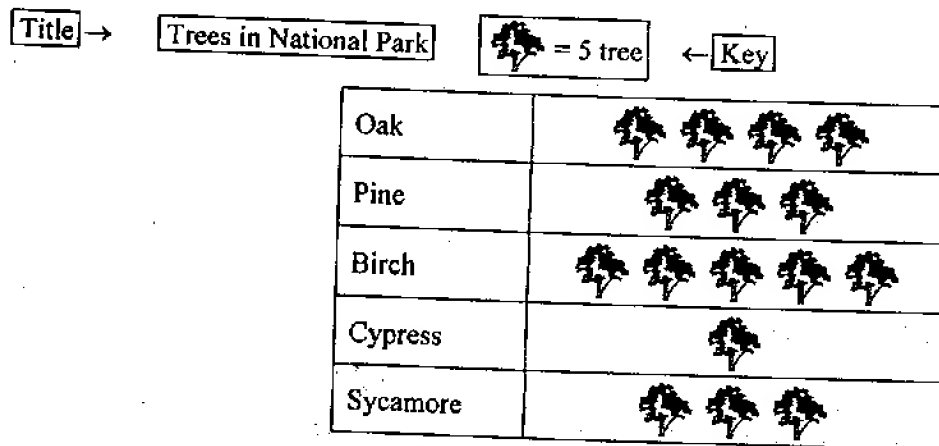 Title → Trees in National Park = 5 tree ← Key
Oak
Pine
Birch
Cypress
Sycamore